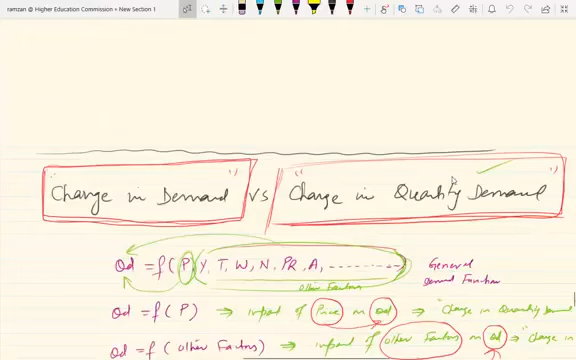 ramzan @ Higher Education Commission » New Section 1
"Change in Demand" VS "Change in Quantity Demand"
Qd = f( P, Y, T, W, N, PR, A, ---------- ) General
Other Factors Demand Function
Qd = f( P ) ⇒ impact of Price on Qd ⇒ "Change in Quantity Demand
Qd = f( other Factors ) ⇒ impact of other Factors on Qd ⇒ "Change in